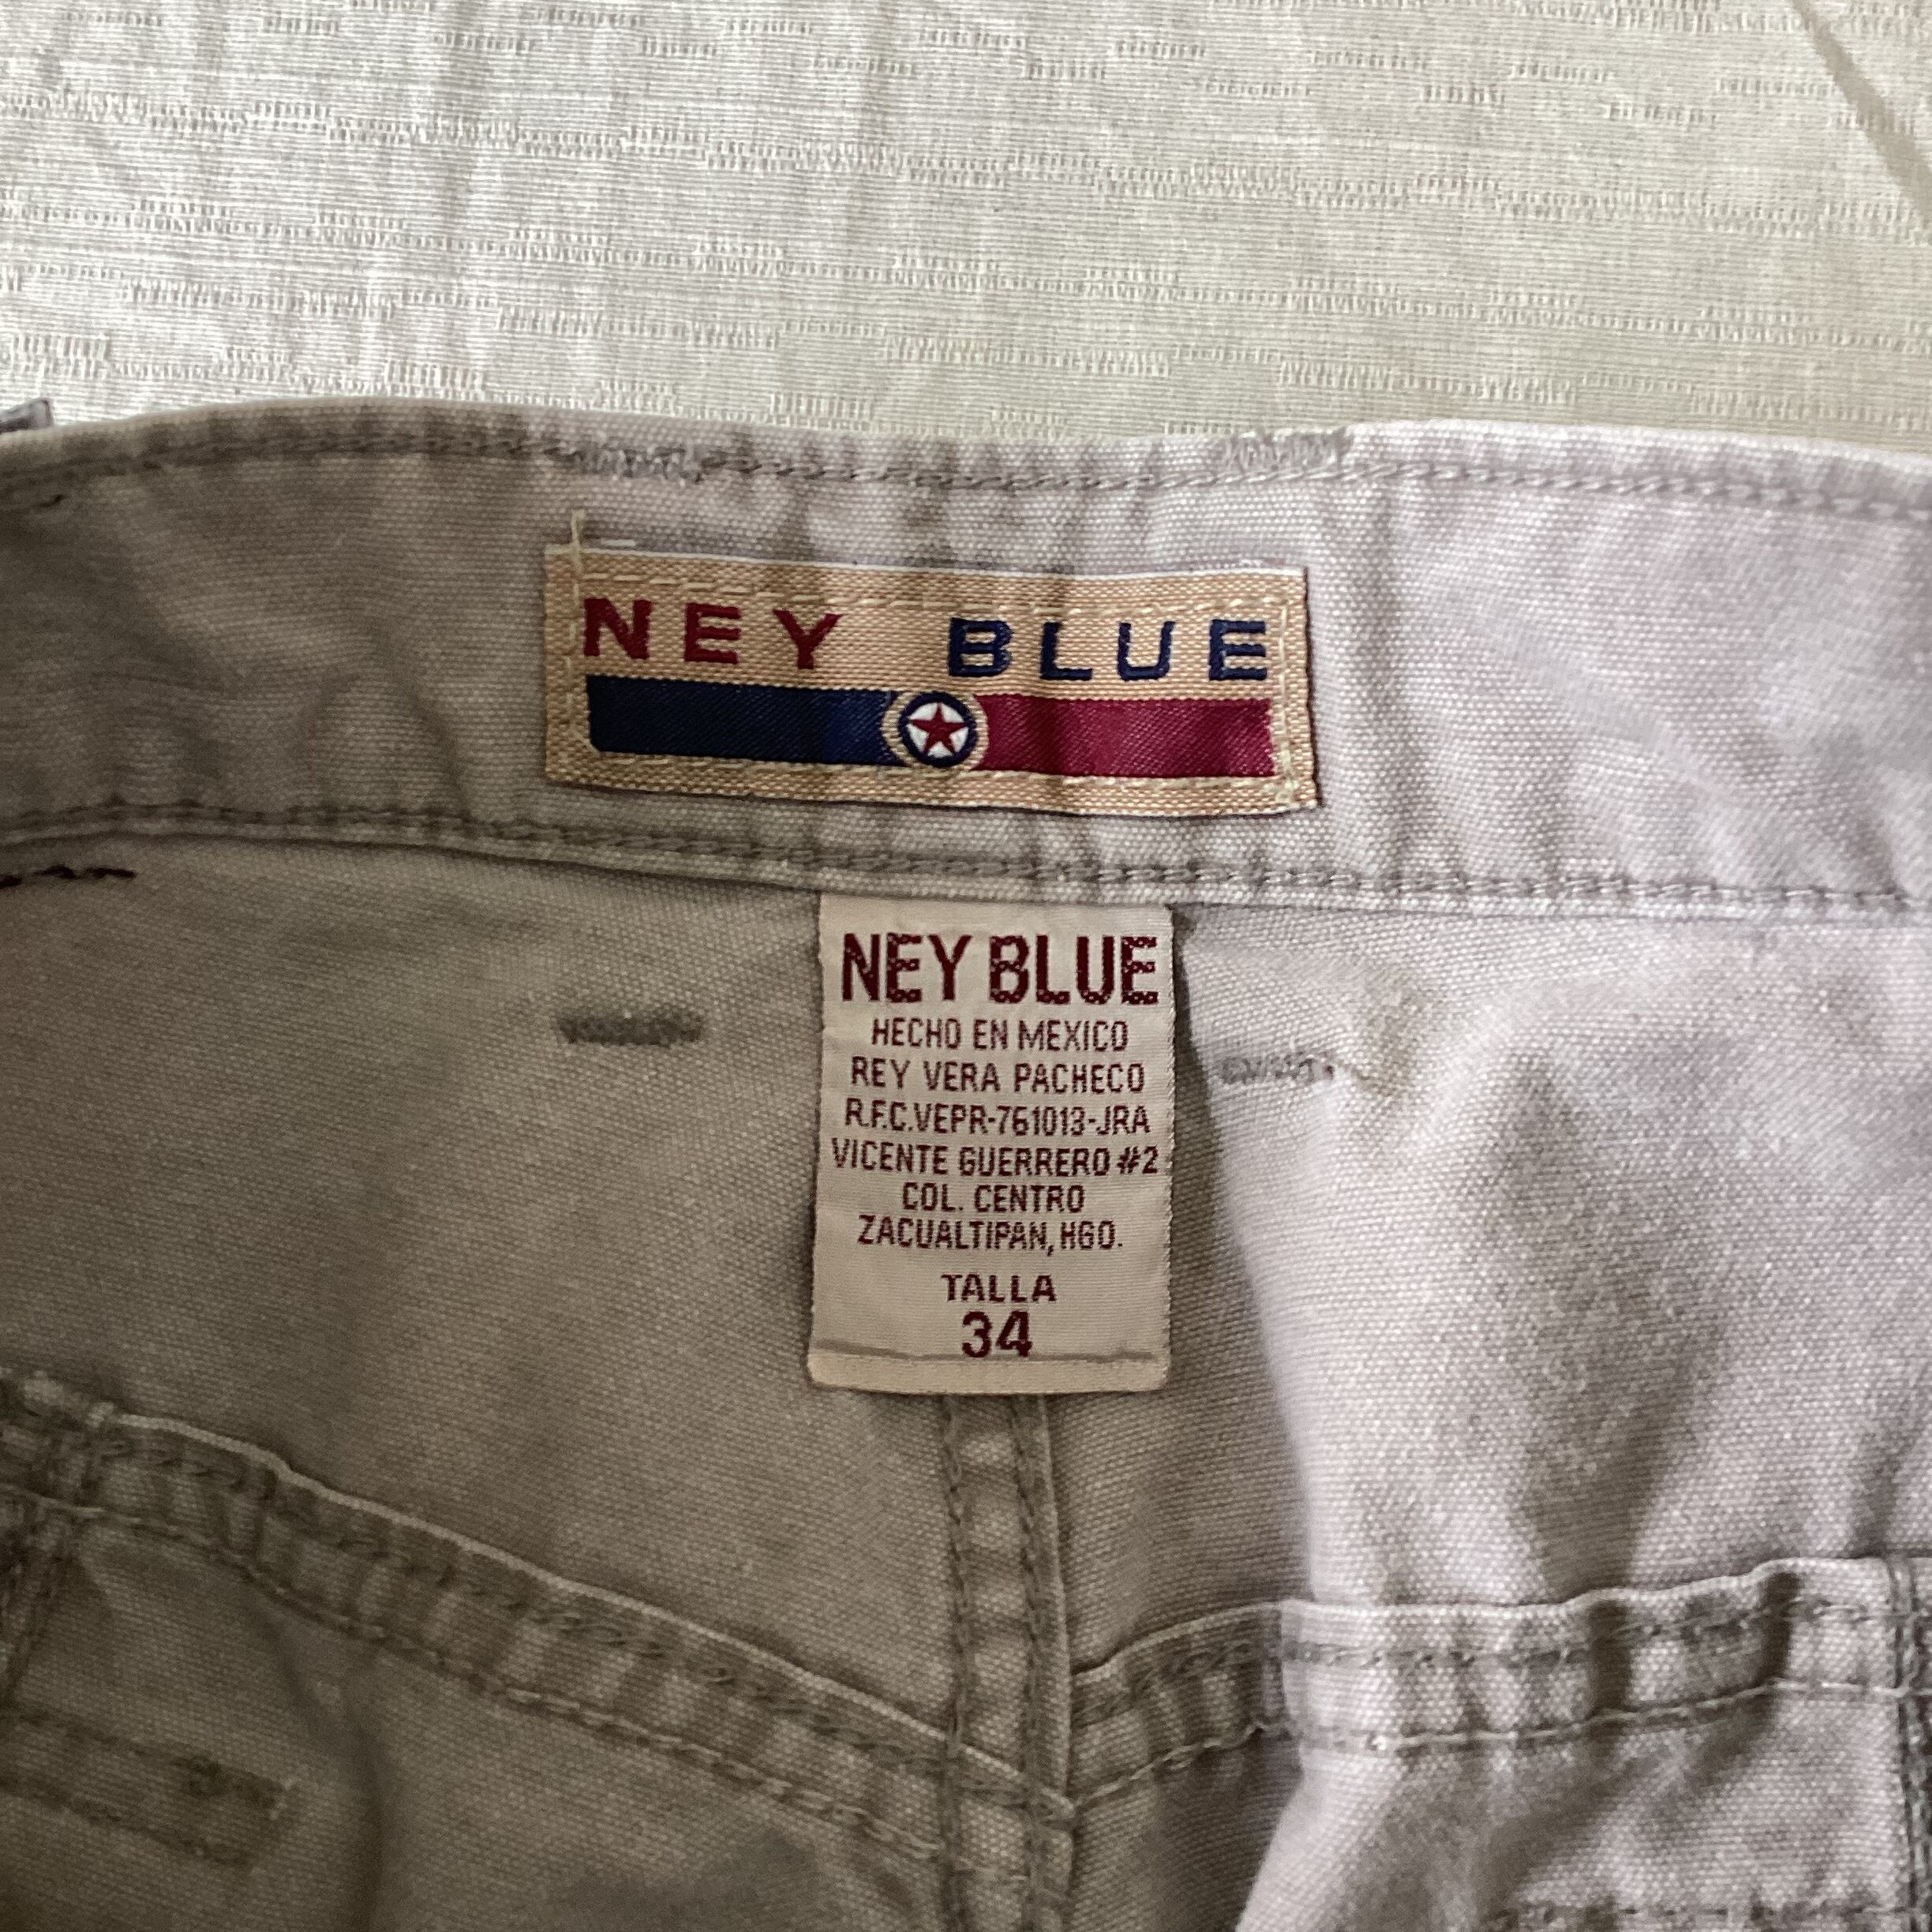 NEY BLUE
NEY BLUE
HECHO EN MEXICO
REY VERA PACHECO
R.F.C.VEPR-761013-JRA
VICENTE GUERRERO #2
COL. CENTRO
ZACUALTIPAN, HGO.
TALLA
34